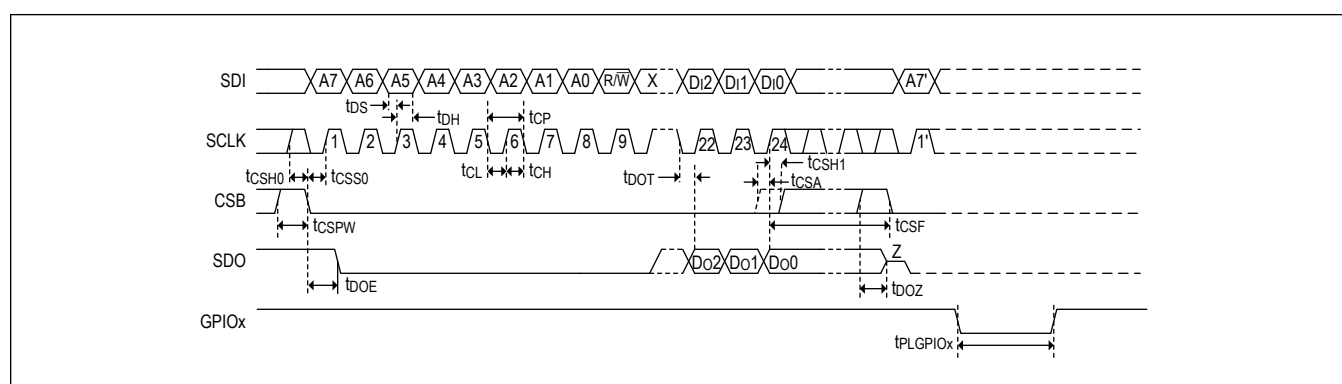 SDI A7 A6 A5 A4 A3 A2 A1 A0 R/W̅ X DI2 DI1 DI0 A7'
tDS tDH tCP
SCLK 1 2 3 4 5 6 7 8 9 22 23 24 1'
tCSH0 tCSS0 tCL tCH tDOT tCSH1
tCSA
CSB
tCSPW tCSF
SDO DO2 DO1 DO0 Z
tDOE tDOZ
GPIOx
tPLGPIOx